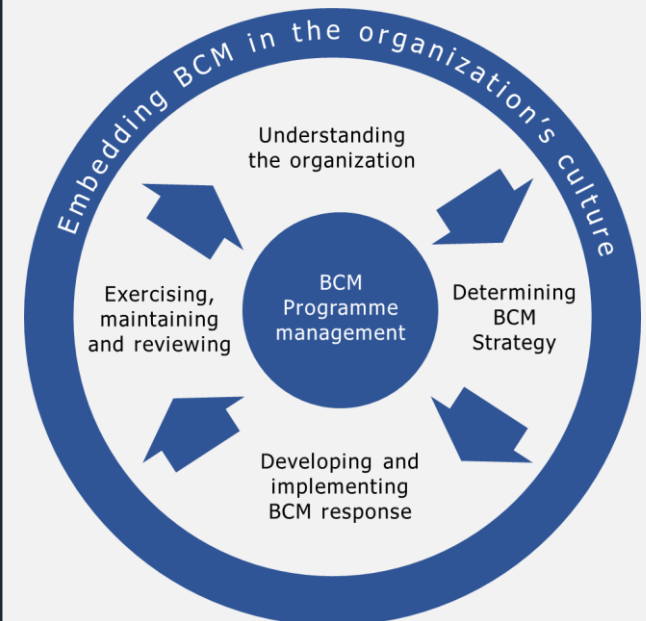 Embedding BCM in the organization's culture
Understanding
the organization
BCM
Programme
management
Determining
BCM
Strategy
Developing and
implementing
BCM response
Exercising,
maintaining
and reviewing